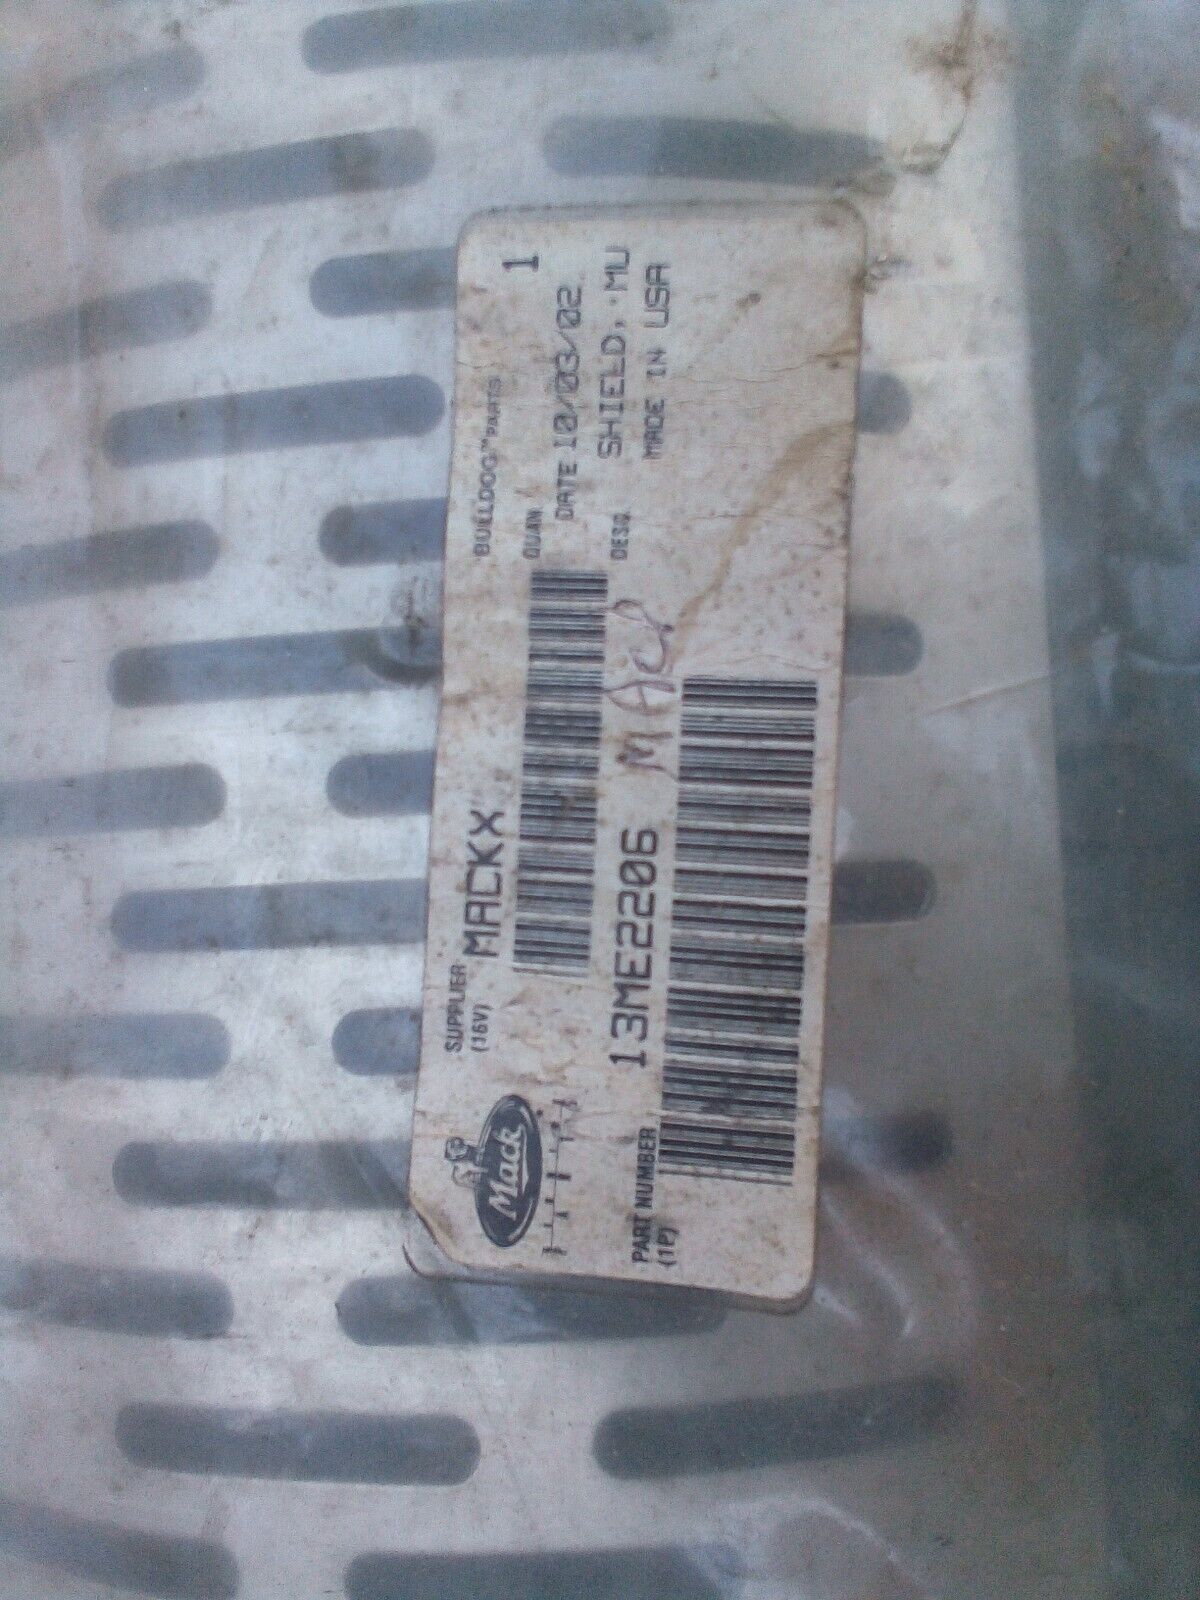 SUPPLIER
(16V)
MACKX
BULLDOG™ PARTS
QUAN.
1
DATE 10/03/02
Mack
PART NUMBER
(1P)
13ME2206
DESC.
SHIELD, MU
MADE IN USA